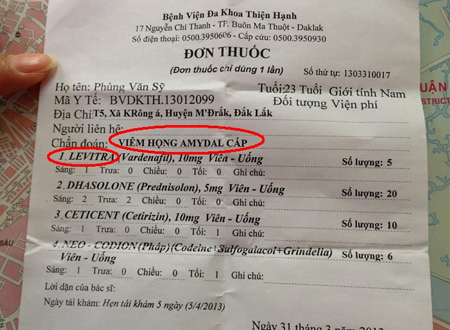 Bệnh Viện Đa Khoa Thiện Hạnh
17 Nguyễn Chí Thanh - TP. Buôn Ma Thuột - Daklak
Số điện thoại: 0500.3950606 - Cấp cứu: 0500.3950930
ĐƠN THUỐC
(Đơn thuốc chỉ dùng 1 lần)
Số thứ tự: 1303310017
Họ tên: Phùng Văn Sỹ Tuổi:23 Tuổi Giới tính Nam
Mã Y Tế: BVDKTH.13012099 Đối tượng Viện phí
Địa Chỉ: T5, Xã KRông á, Huyện M'Đrắk, Đắk Lắk
Người liên hệ:
Chẩn đoán: VIÊM HỌNG AMYDAL CẤP
1. LEVITRA (Vardenafil), 10mg Viên - Uống Số lượng: 5
Sáng: 1 Trưa: 0 Chiều: 0 Tối: 0 Ghi chú:
2. DHASOLONE (Prednisolon), 5mg Viên - Uống Số lượng: 20
Sáng: 2 Trưa: 2 Chiều: 0 Tối: 0 Ghi chú:
3. CETICENT (Cetirizin), 10mg Viên - Uống Số lượng: 10
Sáng: 1 Trưa: 0 Chiều: 0 Tối: 1 Ghi chú:
4. NEO - CODION (Pháp) (Codein+Sulfogaiacol+Grindelia) Số lượng: 6
Viên - Uống
Sáng: 1 Trưa: 0 Chiều: 0 Tối: 1 Ghi chú:
Lời dặn của bác sĩ:
Ngày tái khám: Hẹn tái khám 5 ngày (5/4/2013)
Ngày 31 tháng 3 năm 2013
QUẬN